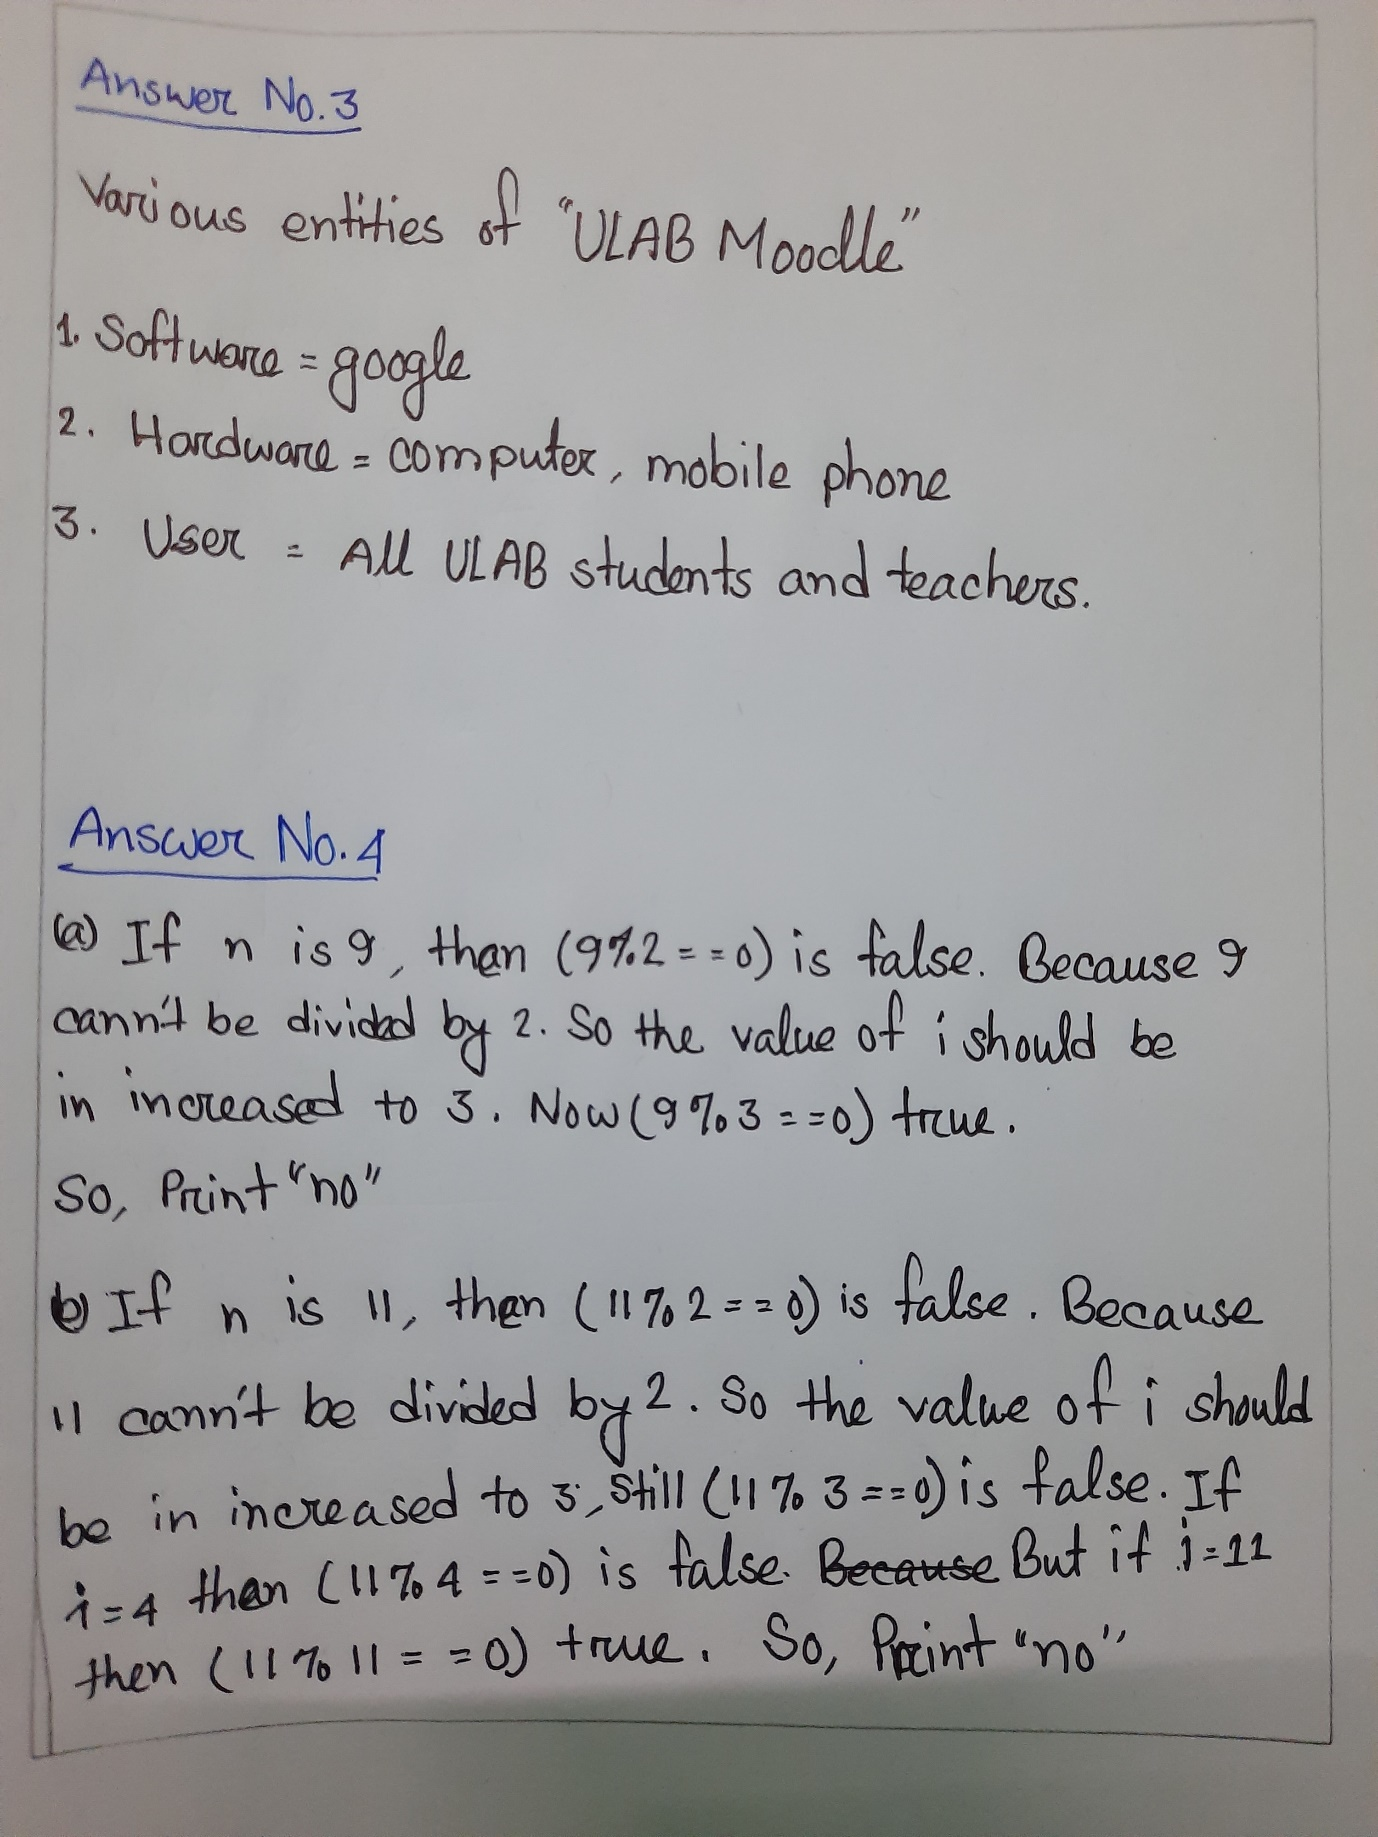 Answer No.3
Various entities of "ULAB Moodle"
1. Software = google
2. Hardware = computer, mobile phone
3. User = All ULAB students and teachers.
Answer No.4
(a) If n is 9, then (9%2 = =0) is false. Because 9
cann't be divided by 2. So the value of i should be
in increased to 3. Now (9%3 = =0) true.
So, Print "no"
b) If n is 11, then (11%2 = =0) is false. Because
11 cann't be divided by 2. So the value of i should
be in increased to 3, Still (11% 3 ==0) is false. If
i=4 then (11%4 = =0) is false. Because But if i=11
then (11%11 = =0) true. So, Print "no"